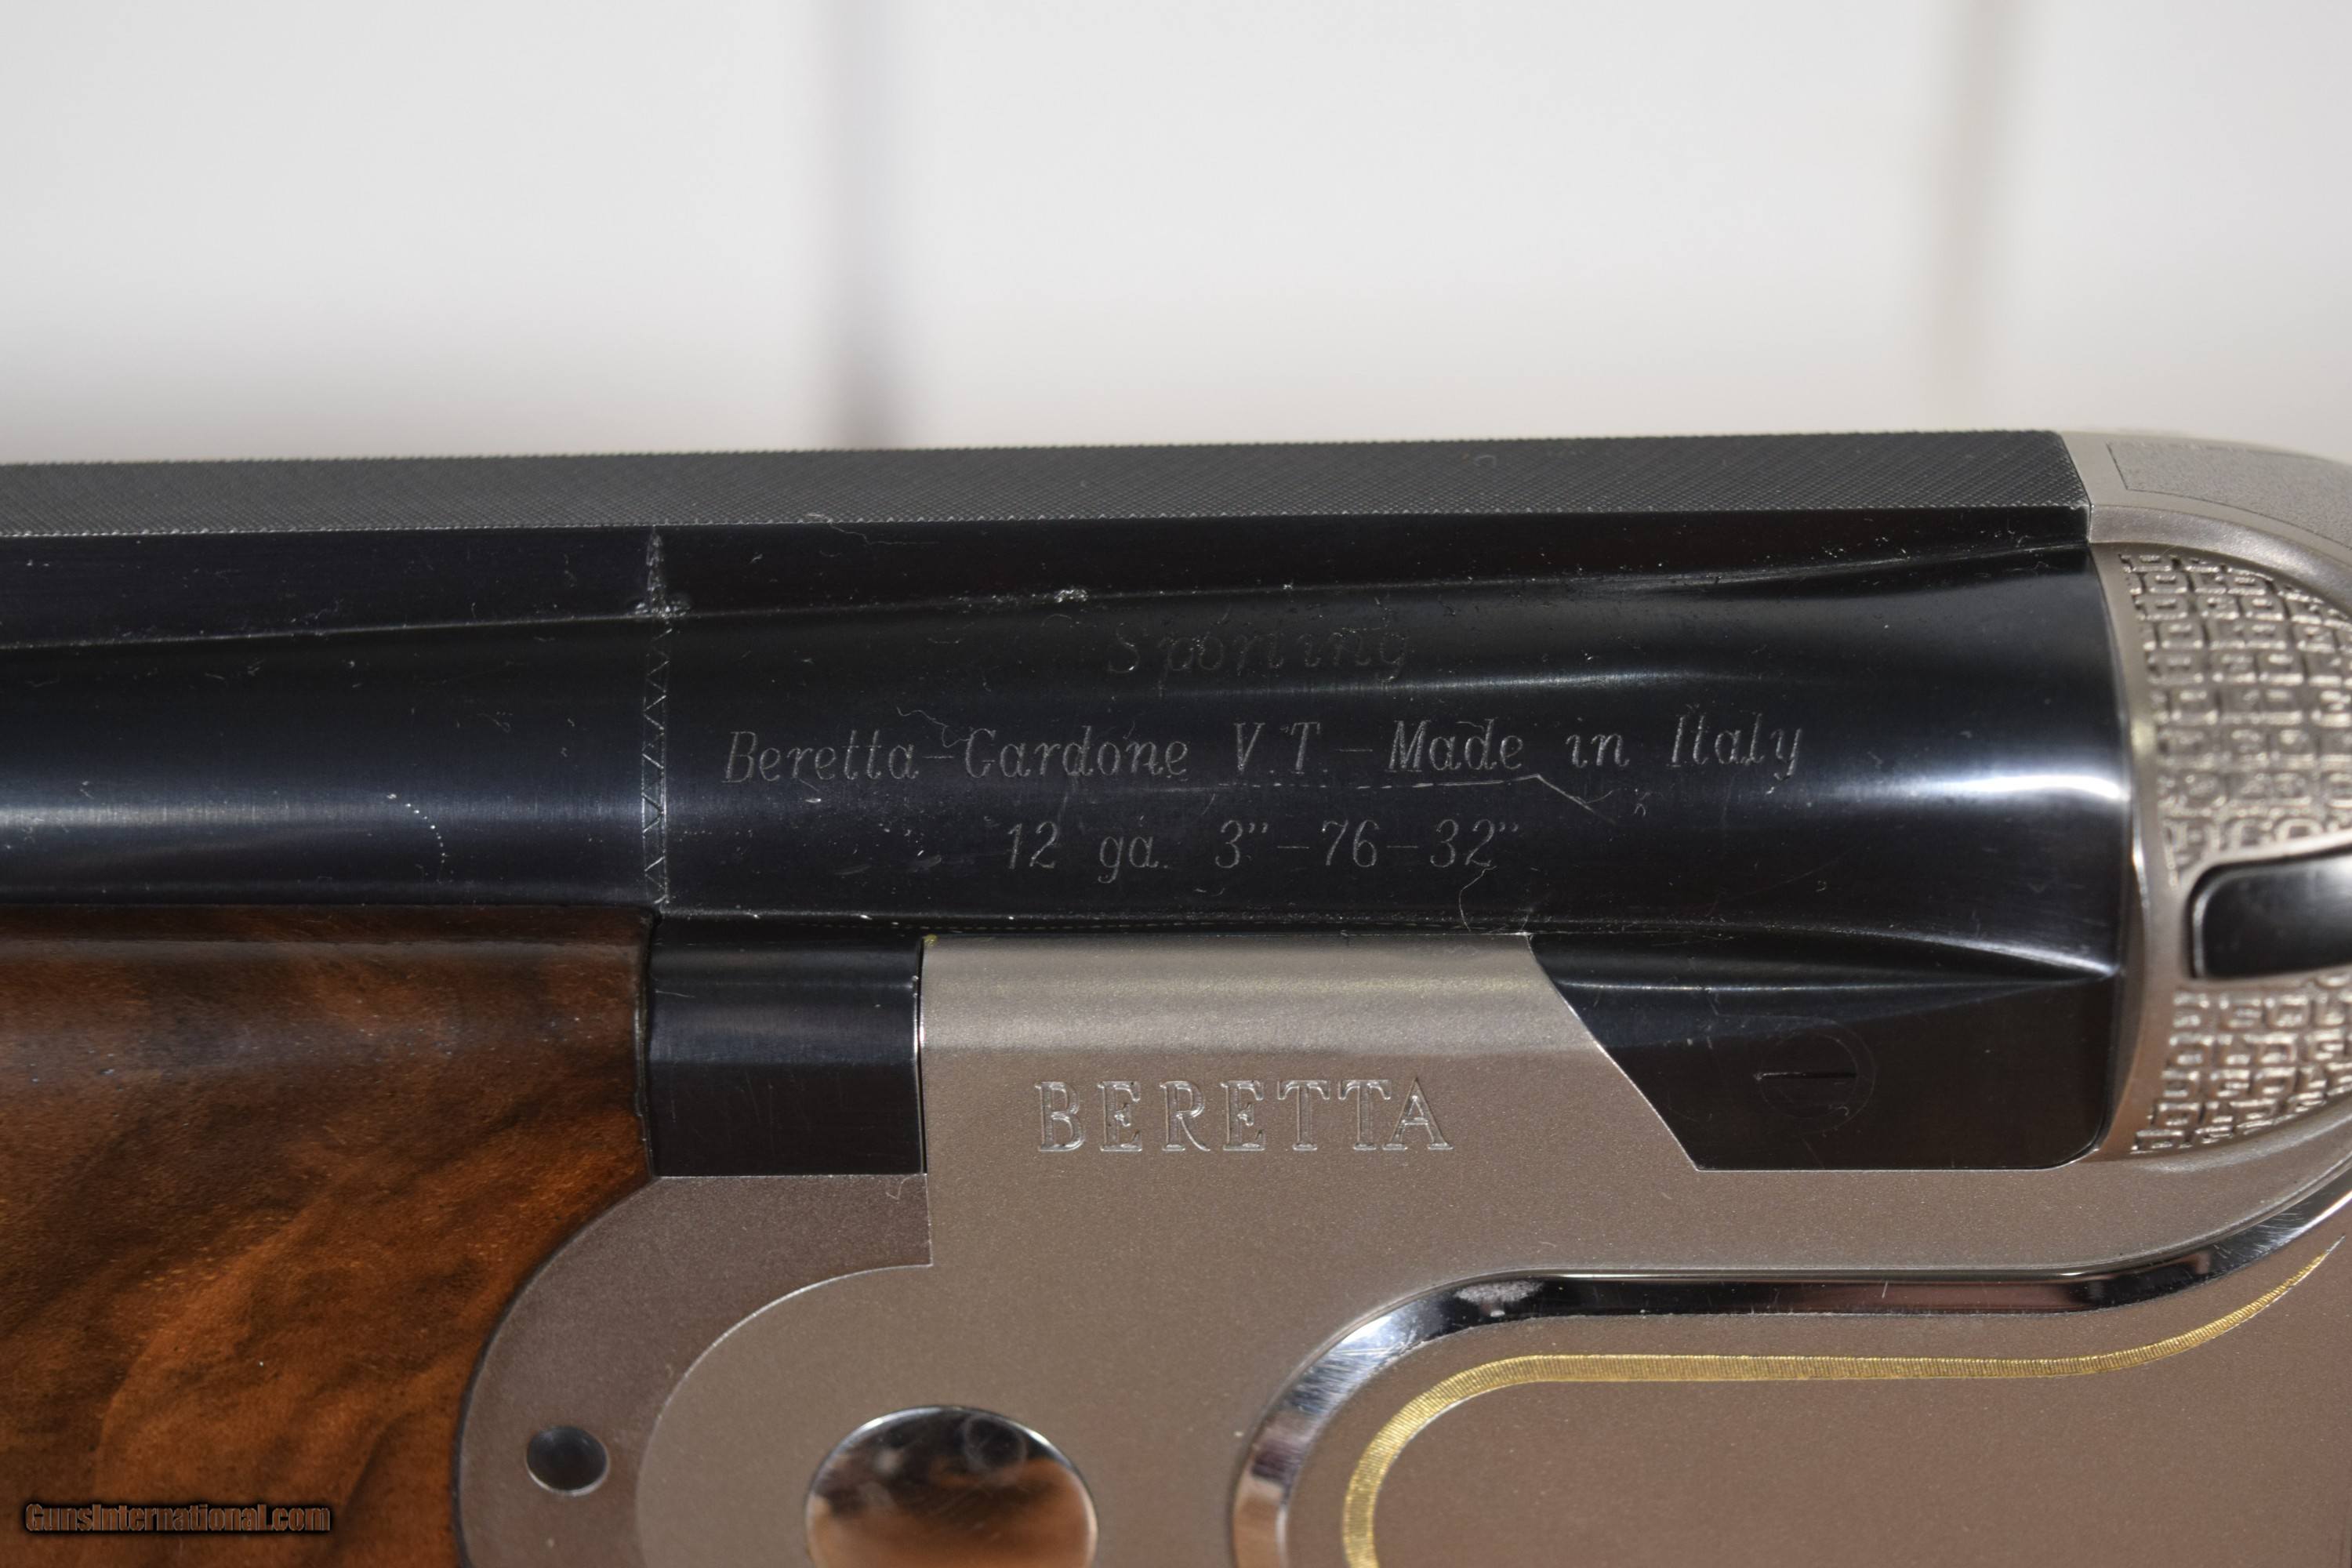 Sporting
Beretta-Cardone V.T. - Made in Italy
12 ga. 3"-76-32"
BERETTA
GunsInternational.com